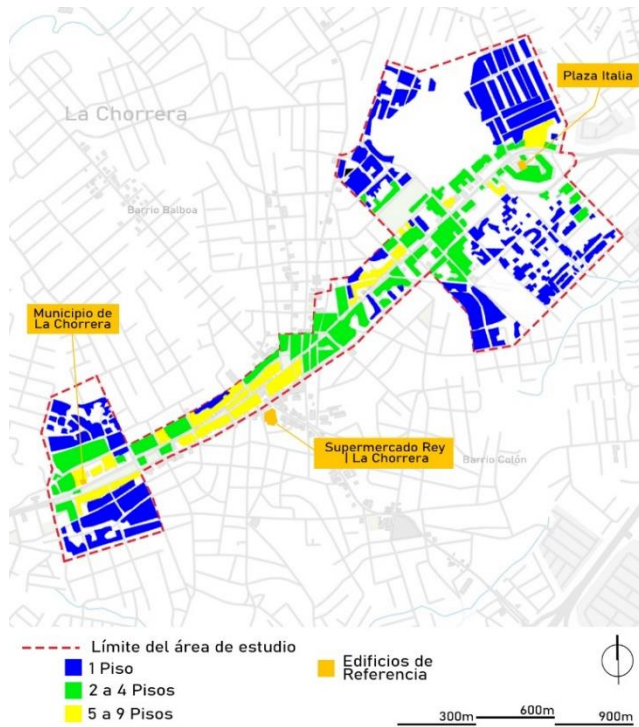 Plaza Italia
La Chorrera
Barrio Balboa
Municipio de
La Chorrera
Supermercado Rey
| La Chorrera
Barrio Colón
Límite del área de estudio
1 Piso
2 a 4 Pisos
5 a 9 Pisos
Edificios de
Referencia
300m
600m
900m